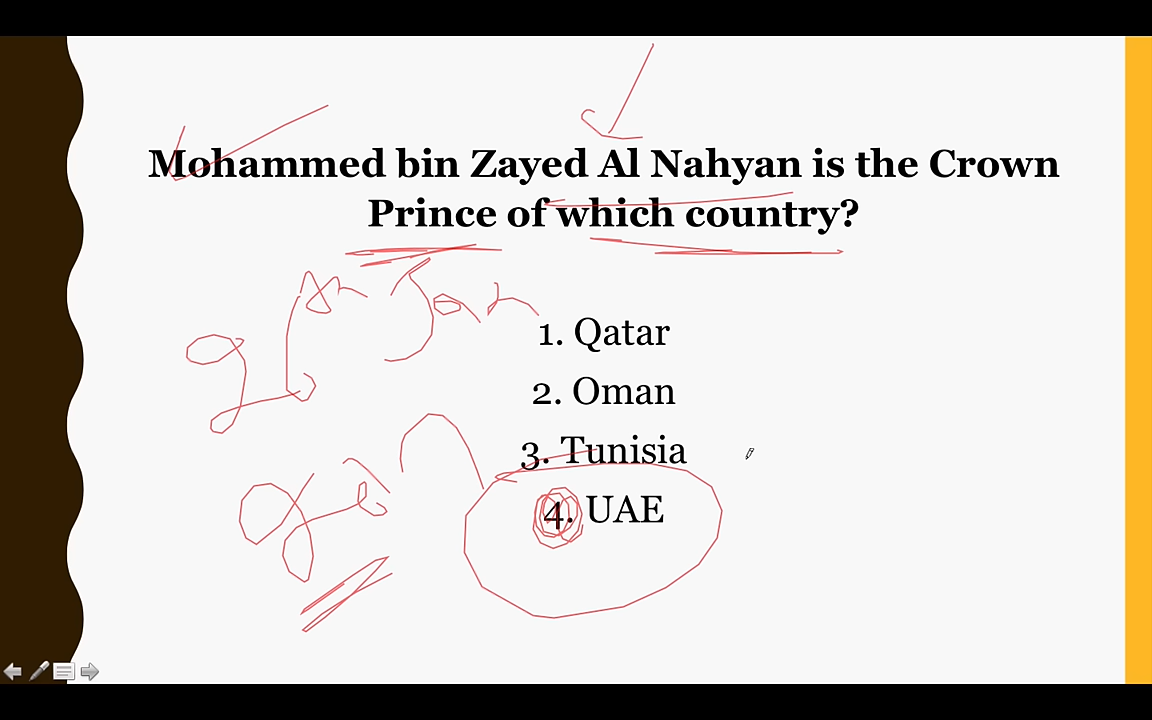 Mohammed bin Zayed Al Nahyan is the Crown
Prince of which country?
1. Qatar
2. Oman
3. Tunisia
4. UAE